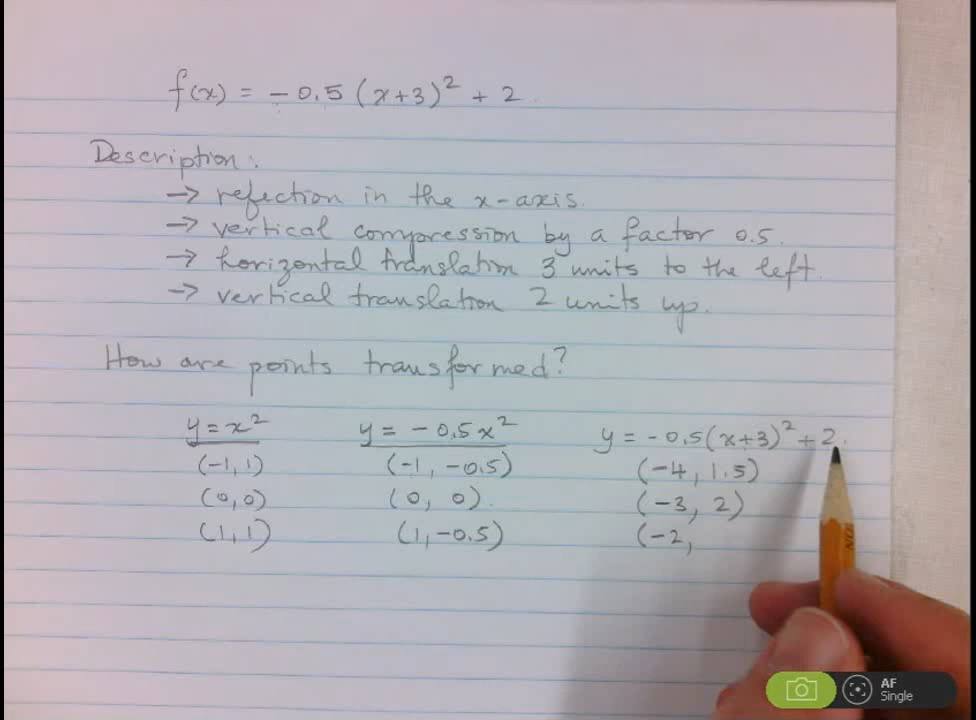 f(x) = -0.5 (x+3)² + 2
Description:
→ refection in the x-axis.
→ vertical compression by a factor 0.5.
→ horizontal translation 3 units to the left.
→ vertical translation 2 units up.
How are points transformed?
y = x² y = -0.5x² y = -0.5(x+3)² + 2.
(-1, 1) (-1, -0.5) (-4, 1.5)
(0, 0) (0, 0). (-3, 2)
(1, 1) (1, -0.5) (-2,
AF
Single